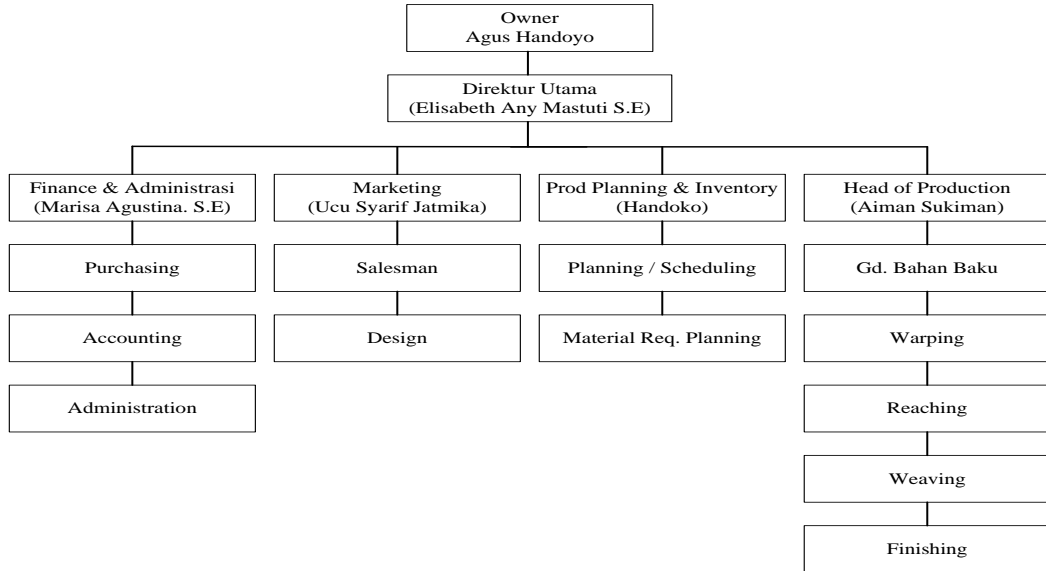 Owner
Agus Handoyo
Direktur Utama
(Elisabeth Any Mastuti S.E)
Finance & Administrasi
(Marisa Agustina. S.E)
Marketing
(Ucu Syarif Jatmika)
Prod Planning & Inventory
(Handoko)
Head of Production
(Aiman Sukiman)
Purchasing
Salesman
Planning / Scheduling
Gd. Bahan Baku
Accounting
Design
Material Req. Planning
Warping
Administration
Reaching
Weaving
Finishing